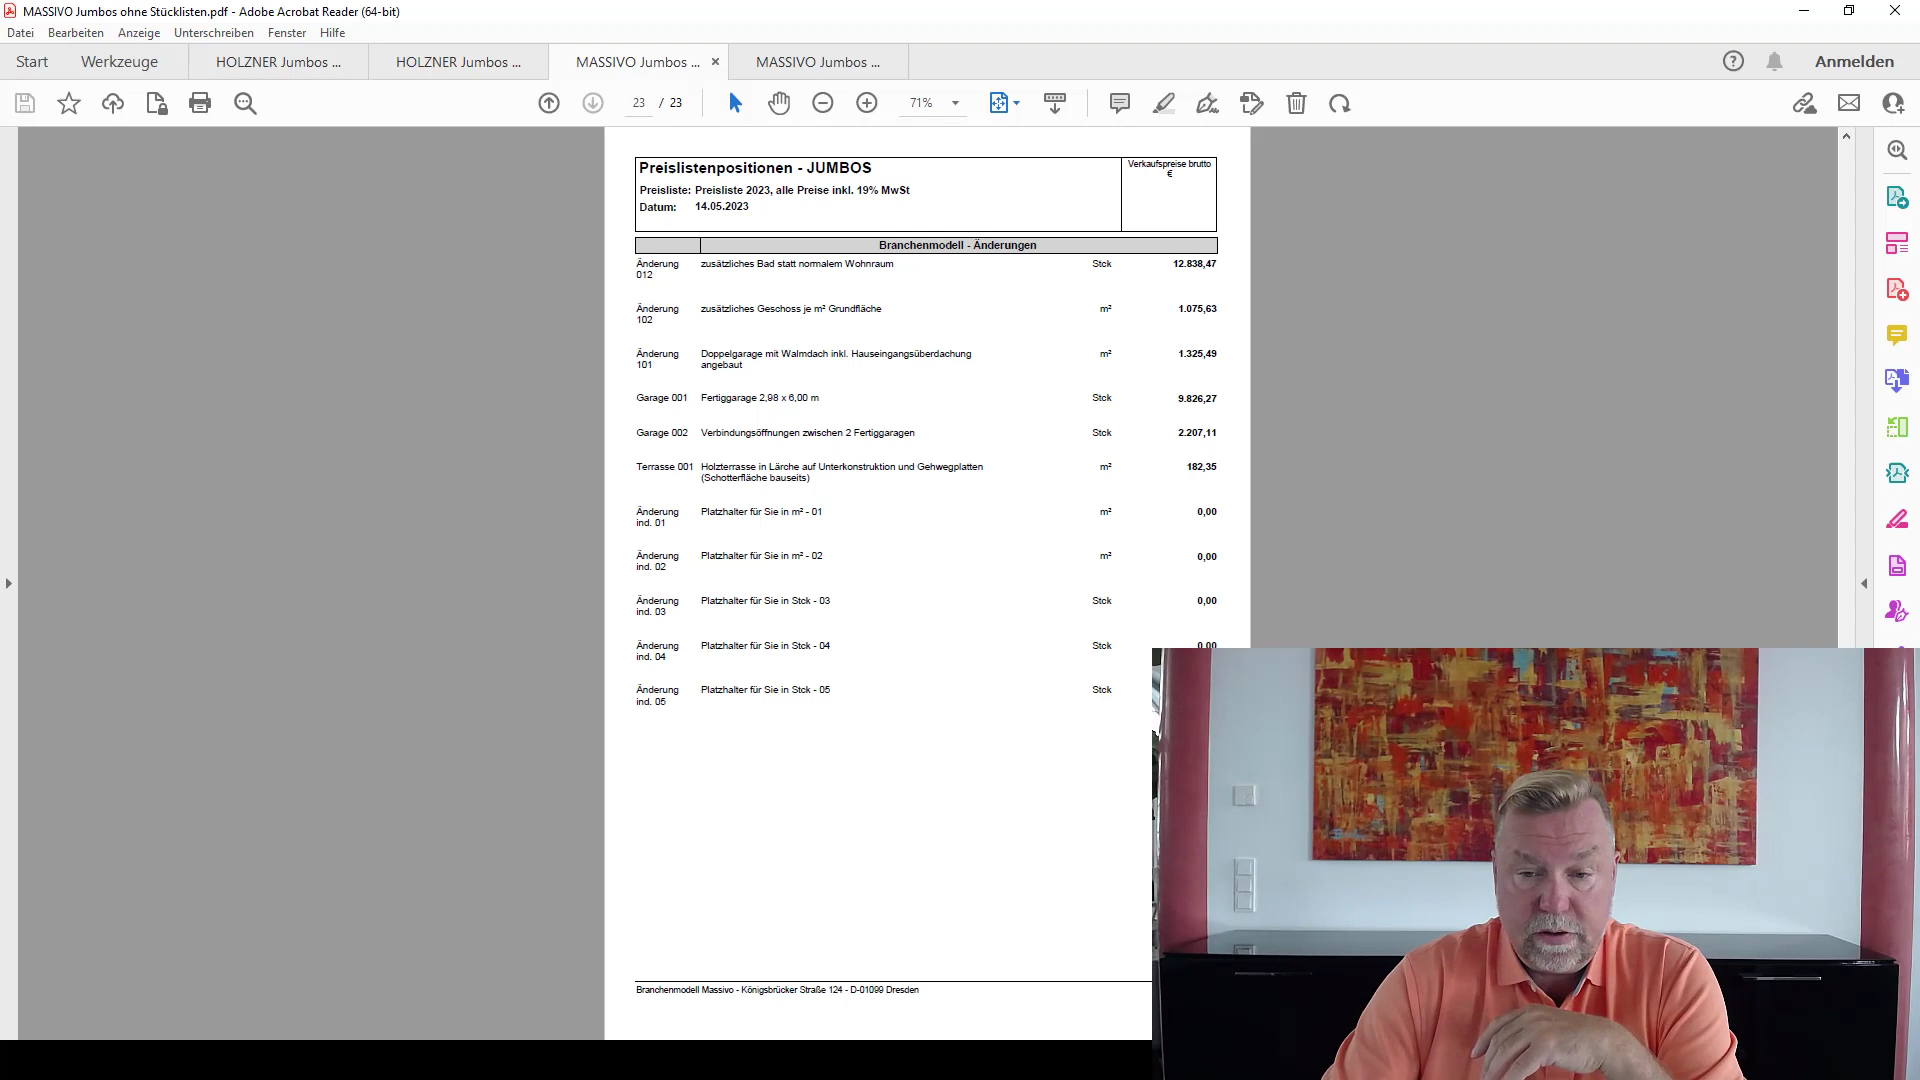 MASSIVO Jumbos ohne Stücklisten.pdf - Adobe Acrobat Reader (64-bit)
Datei Bearbeiten Anzeige Unterschreiben Fenster Hilfe
Start Werkzeuge HOLZNER Jumbos ... HOLZNER Jumbos ... MASSIVO Jumbos ... × MASSIVO Jumbos ... Anmelden
23 / 23 71%
Preislistenpositionen - JUMBOS Verkaufspreise brutto
€
Preisliste: Preisliste 2023, alle Preise inkl. 19% MwSt
Datum: 14.05.2023
Branchenmodell - Änderungen
Änderung zusätzliches Bad statt normalem Wohnraum Stck 12.838,47
012
Änderung zusätzliches Geschoss je m² Grundfläche m² 1.075,63
102
Änderung Doppelgarage mit Walmdach inkl. Hauseingangsüberdachung m² 1.325,49
101 angebaut
Garage 001 Fertiggarage 2,98 x 6,00 m Stck 9.826,27
Garage 002 Verbindungsöffnungen zwischen 2 Fertiggaragen Stck 2.207,11
Terrasse 001 Holzterrasse in Lärche auf Unterkonstruktion und Gehwegplatten m² 182,35
(Schotterfläche bauseits)
Änderung Platzhalter für Sie in m² - 01 m² 0,00
ind. 01
Änderung Platzhalter für Sie in m² - 02 m² 0,00
ind. 02
Änderung Platzhalter für Sie in Stck - 03 Stck 0,00
ind. 03
Änderung Platzhalter für Sie in Stck - 04 Stck 0,00
ind. 04
Änderung Platzhalter für Sie in Stck - 05 Stck
ind. 05
Branchenmodell Massivo - Königsbrücker Straße 124 - D-01099 Dresden